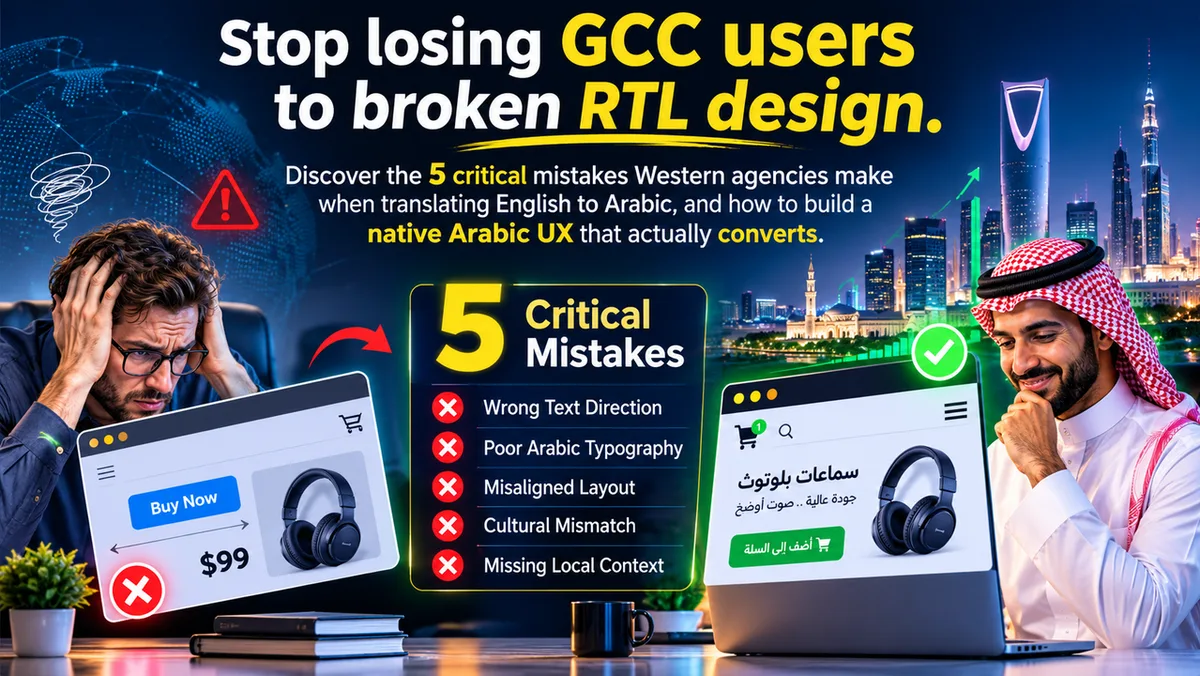 Stop losing GCC users
to broken RTL design.
Discover the 5 critical mistakes Western agencies make
when translating English to Arabic, and how to build a
native Arabic UX that actually converts.
5 Critical
Mistakes
Wrong Text Direction
Poor Arabic Typography
Misaligned Layout
Cultural Mismatch
Missing Local Context
Buy Now
$99
1
سماعات بلوتوث
جودة عالية .. صوت أوضخ
أضف إلى السلة